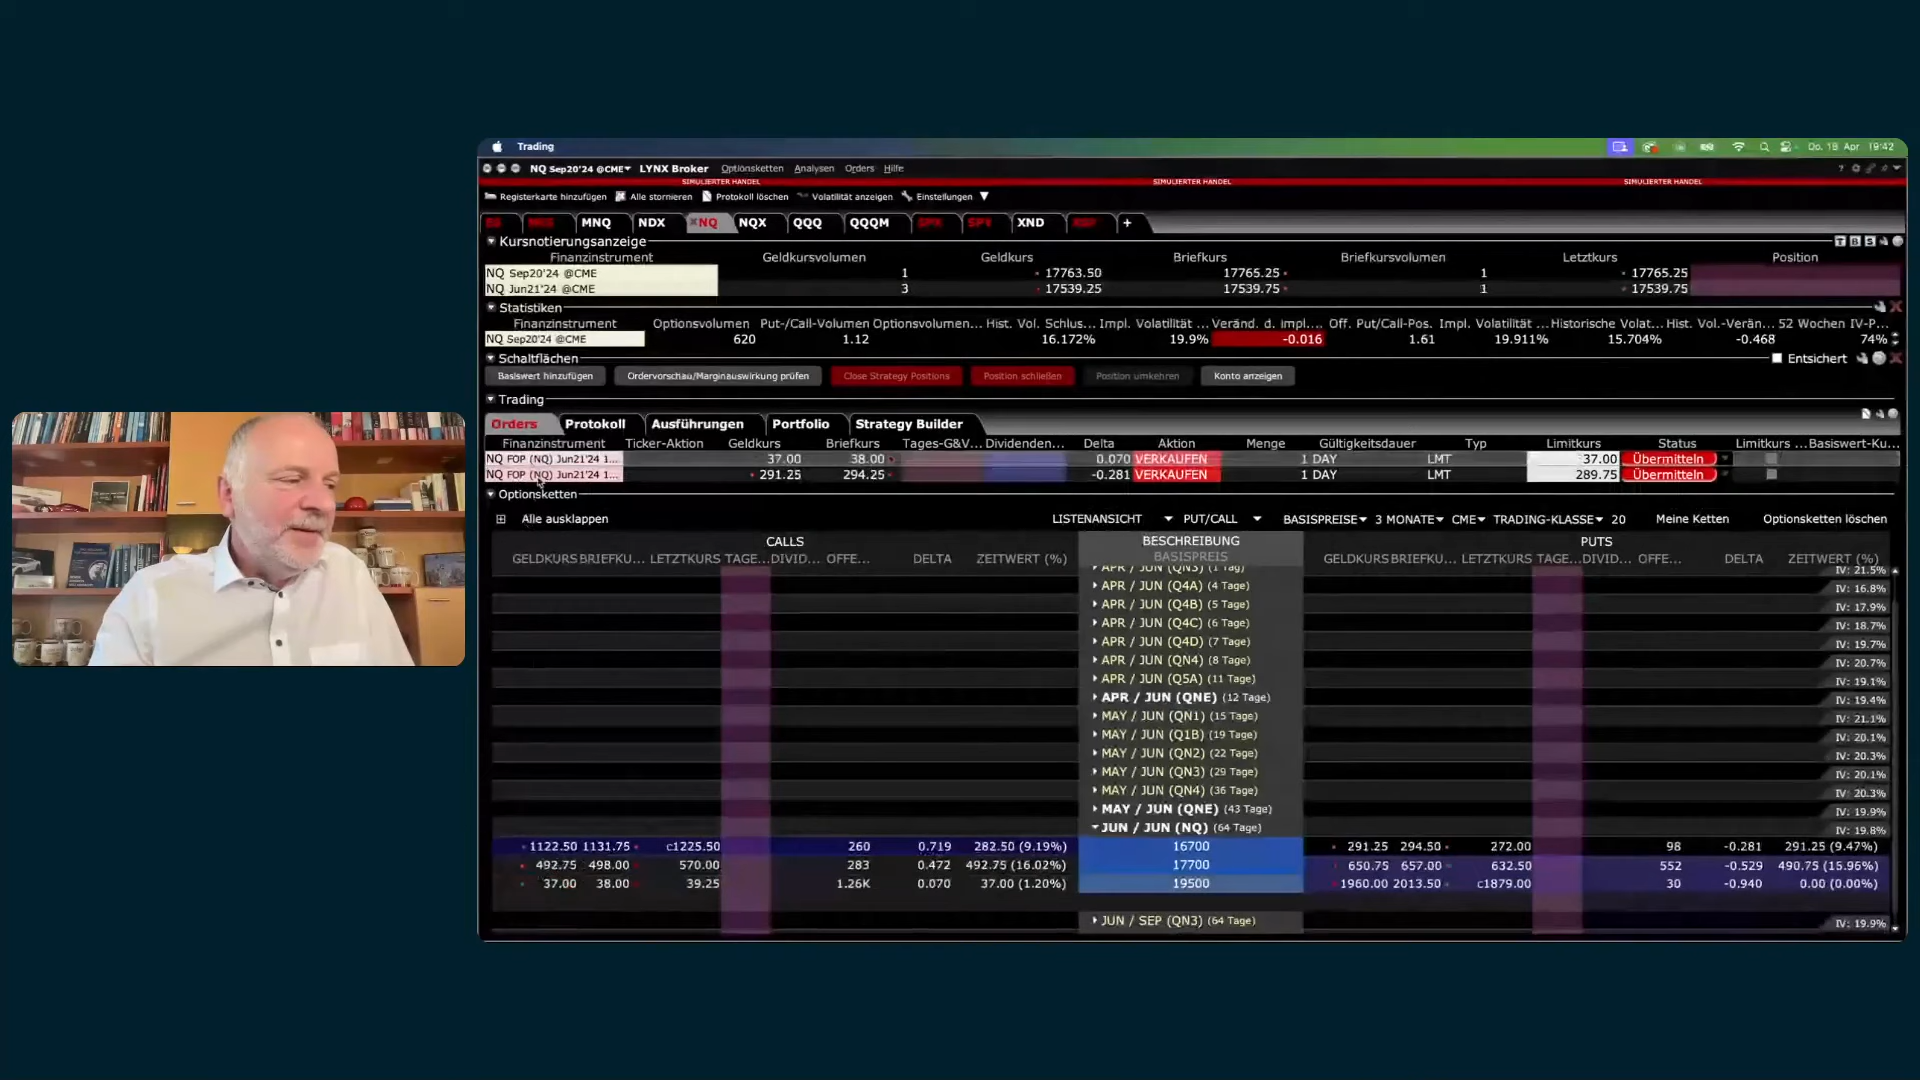 Trading
Do. 18. Apr 19:42
NQ Sep20'24 @CME LYNX Broker Optionsketten Analysen Orders Hilfe
SIMULIERTER HANDEL SIMULIERTER HANDEL SIMULIERTER HANDEL
Registerkarte hinzufügen Alle stornieren Protokoll löschen Volatilität anzeigen Einstellungen
MNQ NDX NQ NQX QQQ QQQM SPX SPY XND RSP +
Kursnotierungsanzeige
Finanzinstrument Geldkursvolumen Geldkurs Briefkurs Briefkursvolumen Letztkurs Position
NQ Sep20'24 @CME 1 17763.50 17765.25 1 17765.25
NQ Jun21'24 @CME 3 17539.25 17539.75 1 17539.75
Statistiken
Finanzinstrument Optionsvolumen Put-/Call-Volumen Optionsvolumen... Hist. Vol. Schlus... Impl. Volatilität ... Veränd. d. impl.... Off. Put/Call-Pos. Impl. Volatilität ... Historische Volat... Hist. Vol.-Verän... 52 Wochen IV-P...
NQ Sep20'24 @CME 620 1.12 16.172% 19.9% -0.016 1.61 19.911% 15.704% -0.468 74%
Schaltflächen Entsichert
Basiswert hinzufügen Ordervorschau/Marginauswirkung prüfen Close Strategy Positions Position schließen Position umkehren Konto anzeigen
Trading
Orders Protokoll Ausführungen Portfolio Strategy Builder
Finanzinstrument Ticker-Aktion Geldkurs Briefkurs Tages-G&V... Dividenden... Delta Aktion Menge Gültigkeitsdauer Typ Limitkurs Status Limitkurs ... Basiswert-Ku...
NQ FOP (NQ) Jun21'24 1... 37.00 38.00 0.070 VERKAUFEN 1 DAY LMT 37.00 Übermitteln
NQ FOP (NQ) Jun21'24 1... 291.25 294.25 -0.281 VERKAUFEN 1 DAY LMT 289.75 Übermitteln
Optionsketten
Alle ausklappen LISTENANSICHT PUT/CALL BASISPREISE 3 MONATE CME TRADING-KLASSE 20 Meine Ketten Optionsketten löschen
CALLS BESCHREIBUNG PUTS
GELDKURS BRIEFKU... LETZTKURS TAGE... DIVID... OFFE... DELTA ZEITWERT (%) BASISPREIS GELDKURS BRIEFKU... LETZTKURS TAGE... DIVID... OFFE... DELTA ZEITWERT (%)
APR / JUN (QN3) (1 Tag) IV: 21.5%
APR / JUN (Q4A) (4 Tage) IV: 16.8%
APR / JUN (Q4B) (5 Tage) IV: 17.9%
APR / JUN (Q4C) (6 Tage) IV: 18.7%
APR / JUN (Q4D) (7 Tage) IV: 19.7%
APR / JUN (QN4) (8 Tage) IV: 20.7%
APR / JUN (Q5A) (11 Tage) IV: 19.1%
APR / JUN (QNE) (12 Tage) IV: 19.4%
MAY / JUN (QN1) (15 Tage) IV: 21.1%
MAY / JUN (Q1B) (19 Tage) IV: 20.1%
MAY / JUN (QN2) (22 Tage) IV: 20.3%
MAY / JUN (QN3) (29 Tage) IV: 20.1%
MAY / JUN (QN4) (36 Tage) IV: 20.3%
MAY / JUN (QNE) (43 Tage) IV: 19.9%
JUN / JUN (NQ) (64 Tage) IV: 19.8%
1122.50 1131.75 c1225.50 260 0.719 282.50 (9.19%) 16700 291.25 294.50 272.00 98 -0.281 291.25 (9.47%)
492.75 498.00 570.00 283 0.472 492.75 (16.02%) 17700 650.75 657.00 632.50 552 -0.529 490.75 (15.96%)
37.00 38.00 39.25 1.26K 0.070 37.00 (1.20%) 19500 1960.00 2013.50 c1879.00 30 -0.940 0.00 (0.00%)
JUN / SEP (QN3) (64 Tage) IV: 19.9%